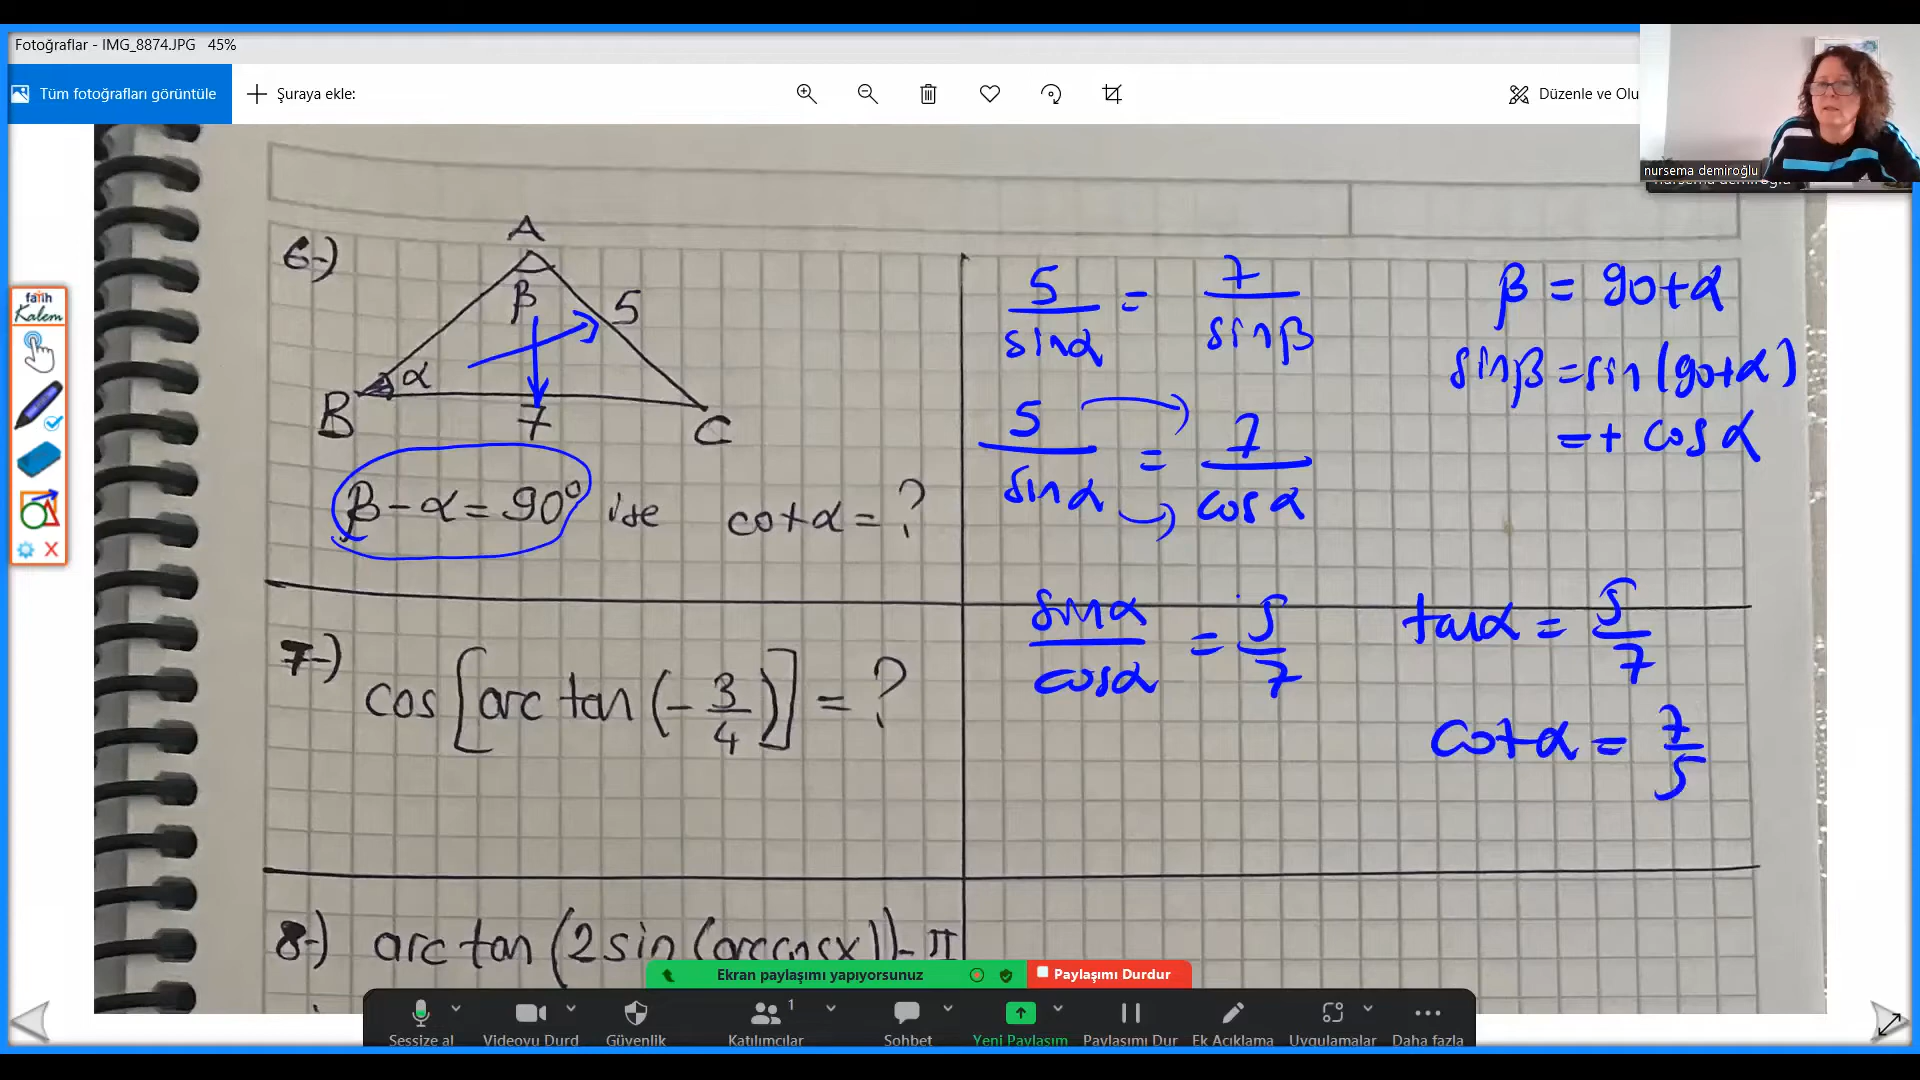 Fotoğraflar - IMG_8874.JPG 45%
Tüm fotoğrafları görüntüle
Şuraya ekle:
Düzenle ve Olu
nursema demiroğlu
fatih
Kalem
6-)
A
β
5
α
B
7
C
β - α = 90° ise cotα = ?
5/sinα = 7/sinβ
5/sinα = 7/cosα
β = 90+α
sinβ = sin(90+α)
= + cosα
sinα/cosα = 5/7
tanα = 5/7
cotα = 7/5
7-)
cos[arc tan(-3/4)] = ?
8-) arc tan (2 sin (arccosx)) - π
Ekran paylaşımı yapıyorsunuz
Paylaşımı Durdur
Sessize al
Videoyu Durd
Güvenlik
Katılımcılar
1
Sohbet
Yeni Paylaşım
Paylaşımı Dur
Ek Açıklama
Uygulamalar
Daha fazla